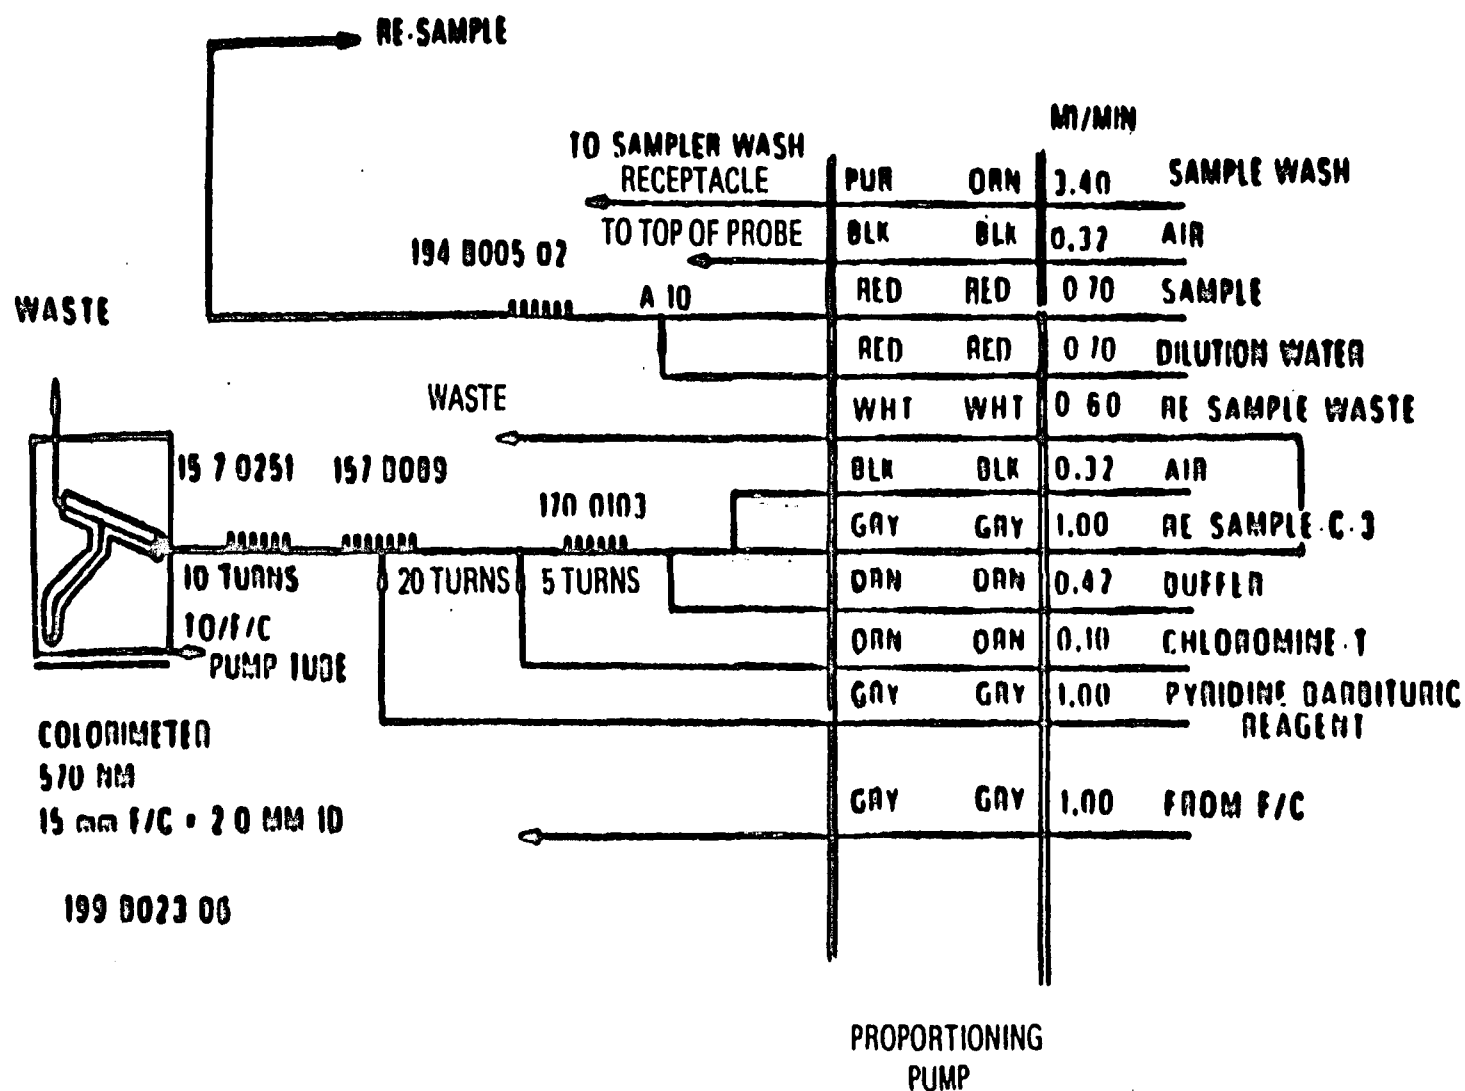 RE-SAMPLE
Ml/MIN
TO SAMPLER WASH
RECEPTACLE
PUR ORN 3.40 SAMPLE WASH
TO TOP OF PROBE
BLK BLK 0.32 AIR
194 B005 02
RED RED 0 70 SAMPLE
A 10
WASTE
RED RED 0 70 DILUTION WATER
WASTE
WHT WHT 0 60 RE SAMPLE WASTE
15 7 0251 157 B089
BLK BLK 0.32 AIR
170 0103
GRY GRY 1.00 RE SAMPLE-C-3
10 TURNS 20 TURNS 5 TURNS
ORN ORN 0.42 BUFFER
TO/F/C
PUMP TUBE
ORN ORN 0.10 CHLOROMINE-T
GRY GRY 1.00 PYRIDINE BARBITURIC
REAGENT
COLORIMETER
570 NM
15 mm F/C • 2 0 MM ID
GRY GRY 1.00 FROM F/C
199 B023 06
PROPORTIONING
PUMP